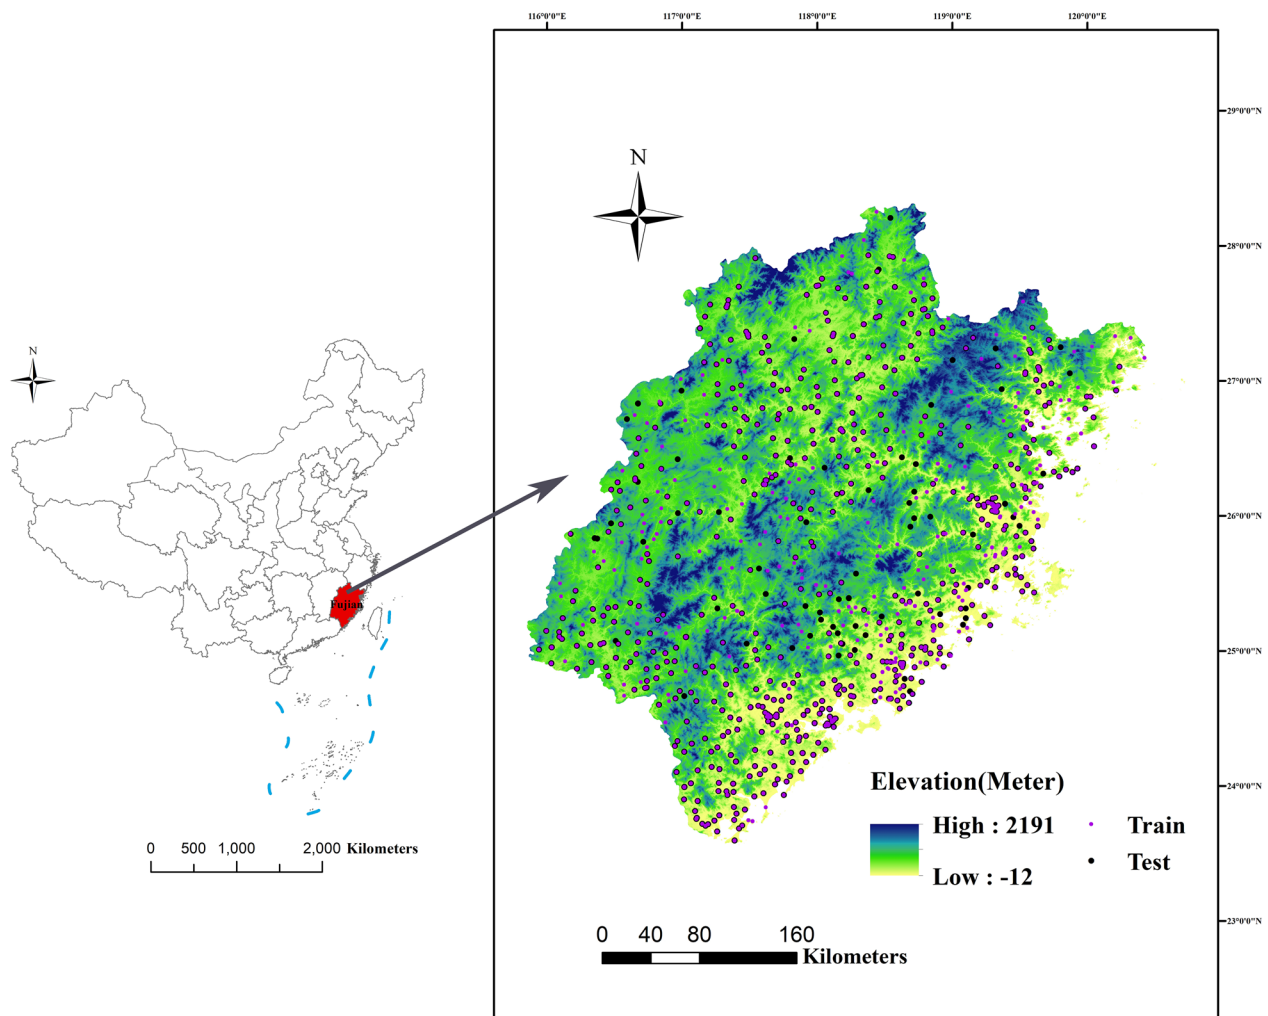 116°0'0"E 117°0'0"E 118°0'0"E 119°0'0"E 120°0'0"E
29°0'0"N
N
28°0'0"N
N
27°0'0"N
26°0'0"N
Fujian
25°0'0"N
24°0'0"N
Elevation(Meter)
High : 2191
Low : -12
Train
Test
0 500 1,000 2,000 Kilometers
23°0'0"N
0 40 80 160
Kilometers